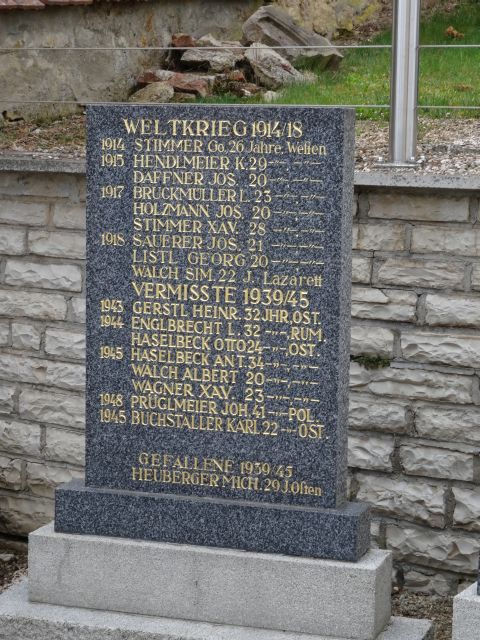 WELTKRIEG 1914/18
1914 STIMMER Go. 26 Jahre, Westen
1915 HENDLMEIER K. 29 -"- -"-
DAFFNER JOS. 20 -"- -"-
1917 BRUCKMÜLLER L. 23 -"- -"-
HOLZMANN JOS. 20 -"- -"-
STIMMER XAV. 28 -"- -"-
1918 SAUERER JOS. 21 -"- -"-
LISTL GEORG 20 -"- -"-
WALCH SIM. 22 J. Lazarett
VERMISSTE 1939/45
1943 GERSTL HEINR. 32 JHR. OST.
1944 ENGLBRECHT L. 32 -"- RUM.
HASELBECK OTTO 24 -"- OST.
1945 HASELBECK ANT. 34 -"- -"-
WALCH ALBERT 20 -"- -"-
WAGNER XAV. 23 -"- -"-
1948 PRÜGLMEIER JOH. 41 -"- POL.
1945 BUCHSTALLER KARL. 22 -"- OST.
GEFALLENE 1939/45
HEUBERGER MICH. 29 J. Osten